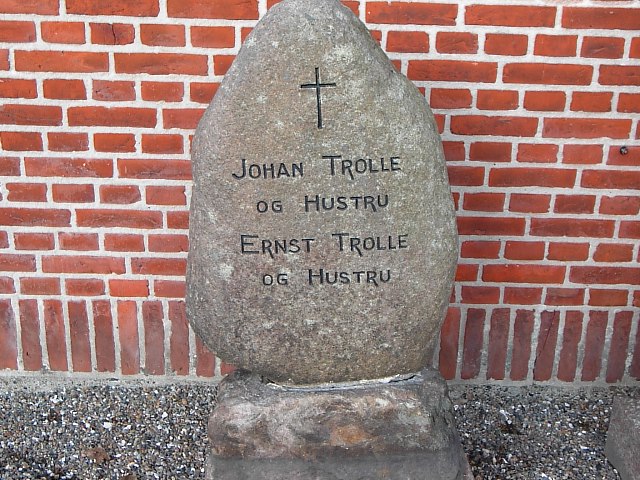 Johan Trolle
og Hustru
Ernst Trolle
og Hustru